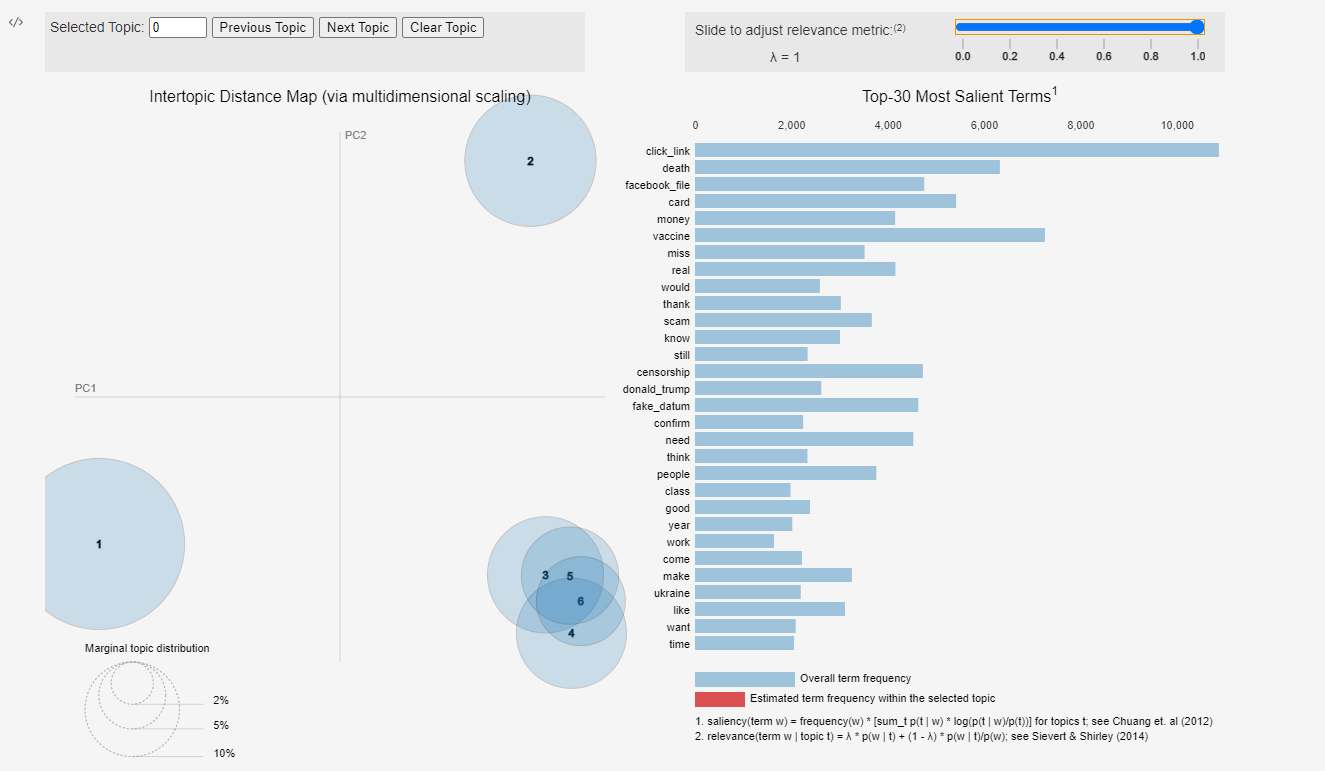 </>
Selected Topic: 0 Previous Topic Next Topic Clear Topic
Slide to adjust relevance metric:(2)
λ = 1
0.0 0.2 0.4 0.6 0.8 1.0
Intertopic Distance Map (via multidimensional scaling)
PC2
PC1
2
1
3
5
6
4
Marginal topic distribution
2%
5%
10%
Top-30 Most Salient Terms1
0 2,000 4,000 6,000 8,000 10,000
click_link
death
facebook_file
card
money
vaccine
miss
real
would
thank
scam
know
still
censorship
donald_trump
fake_datum
confirm
need
think
people
class
good
year
work
come
make
ukraine
like
want
time
Overall term frequency
Estimated term frequency within the selected topic
1. saliency(term w) = frequency(w) * [sum_t p(t | w) * log(p(t | w)/p(t))] for topics t; see Chuang et. al (2012)
2. relevance(term w | topic t) = λ * p(w | t) + (1 - λ) * p(w | t)/p(w); see Sievert & Shirley (2014)